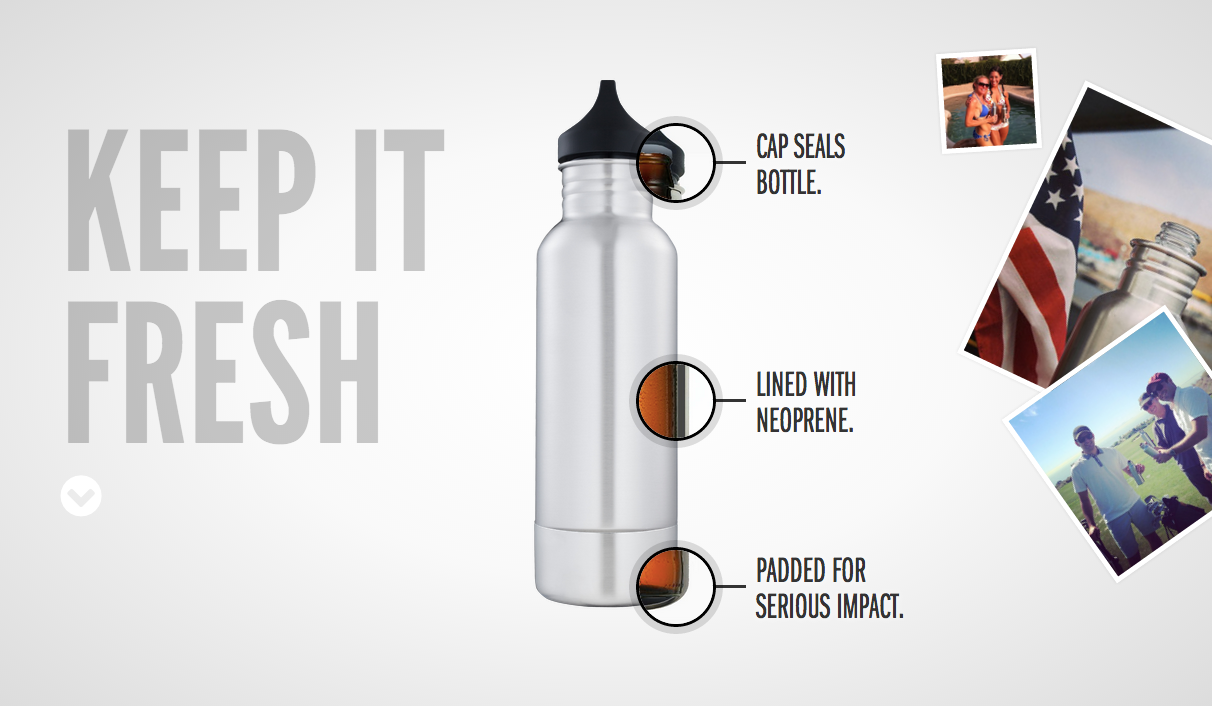 KEEP IT
FRESH
CAP SEALS
BOTTLE.
LINED WITH
NEOPRENE.
PADDED FOR
SERIOUS IMPACT.